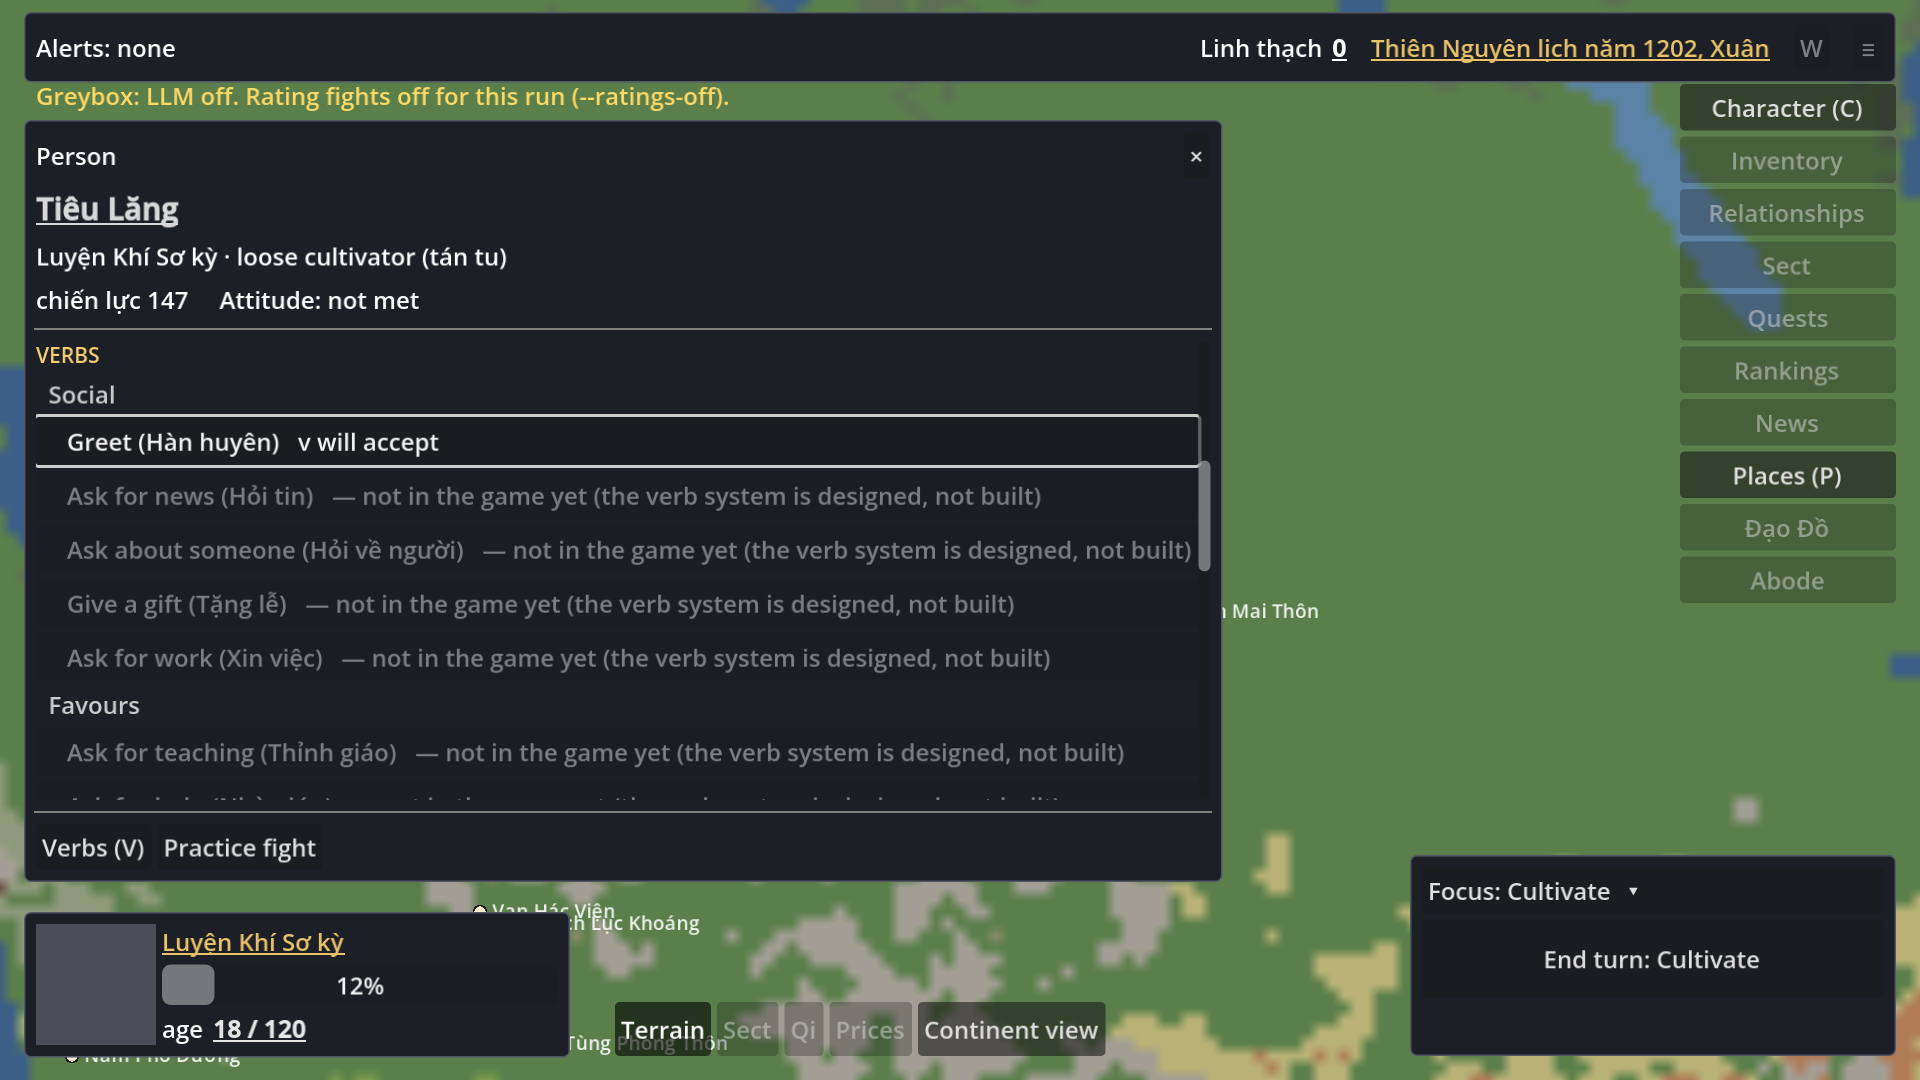 Alerts: none
Linh thạch 0 Thiên Nguyên lịch năm 1202, Xuân W ≡
Greybox: LLM off. Rating fights off for this run (--ratings-off).
Character (C)
Inventory
Relationships
Sect
Quests
Rankings
News
Places (P)
Đạo Đồ
Abode
Person ×
Tiêu Lăng
Luyện Khí Sơ kỳ · loose cultivator (tán tu)
chiến lực 147 Attitude: not met
VERBS
Social
Greet (Hàn huyên) v will accept
Ask for news (Hỏi tin) — not in the game yet (the verb system is designed, not built)
Ask about someone (Hỏi về người) — not in the game yet (the verb system is designed, not built)
Give a gift (Tặng lễ) — not in the game yet (the verb system is designed, not built)
Ask for work (Xin việc) — not in the game yet (the verb system is designed, not built)
Favours
Ask for teaching (Thỉnh giáo) — not in the game yet (the verb system is designed, not built)
Verbs (V) Practice fight
Mai Thôn
Vạn Hác Viên
Lục Khoáng
Luyện Khí Sơ kỳ
12%
age 18 / 120
Tùng Phong Thôn
Terrain Sect Qi Prices Continent view
Focus: Cultivate ▾
End turn: Cultivate